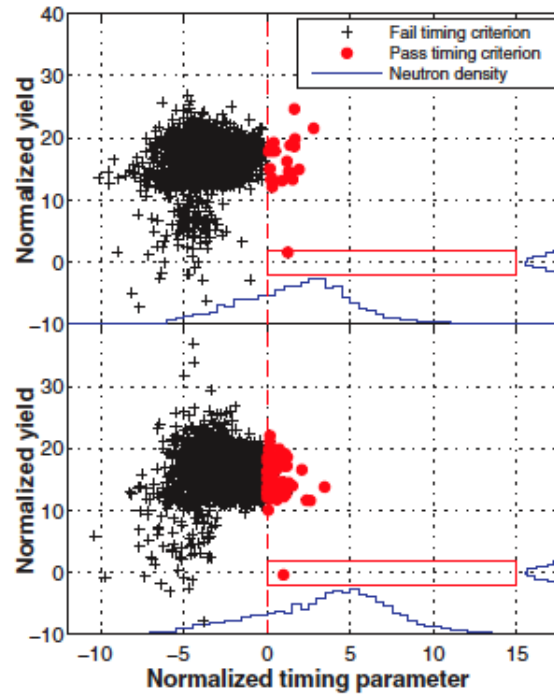 Fail timing criterion
Pass timing criterion
Neutron density
40
30
20
10
0
−10
Normalized yield
30
20
10
0
−10
Normalized yield
−10 −5 0 5 10 15
Normalized timing parameter